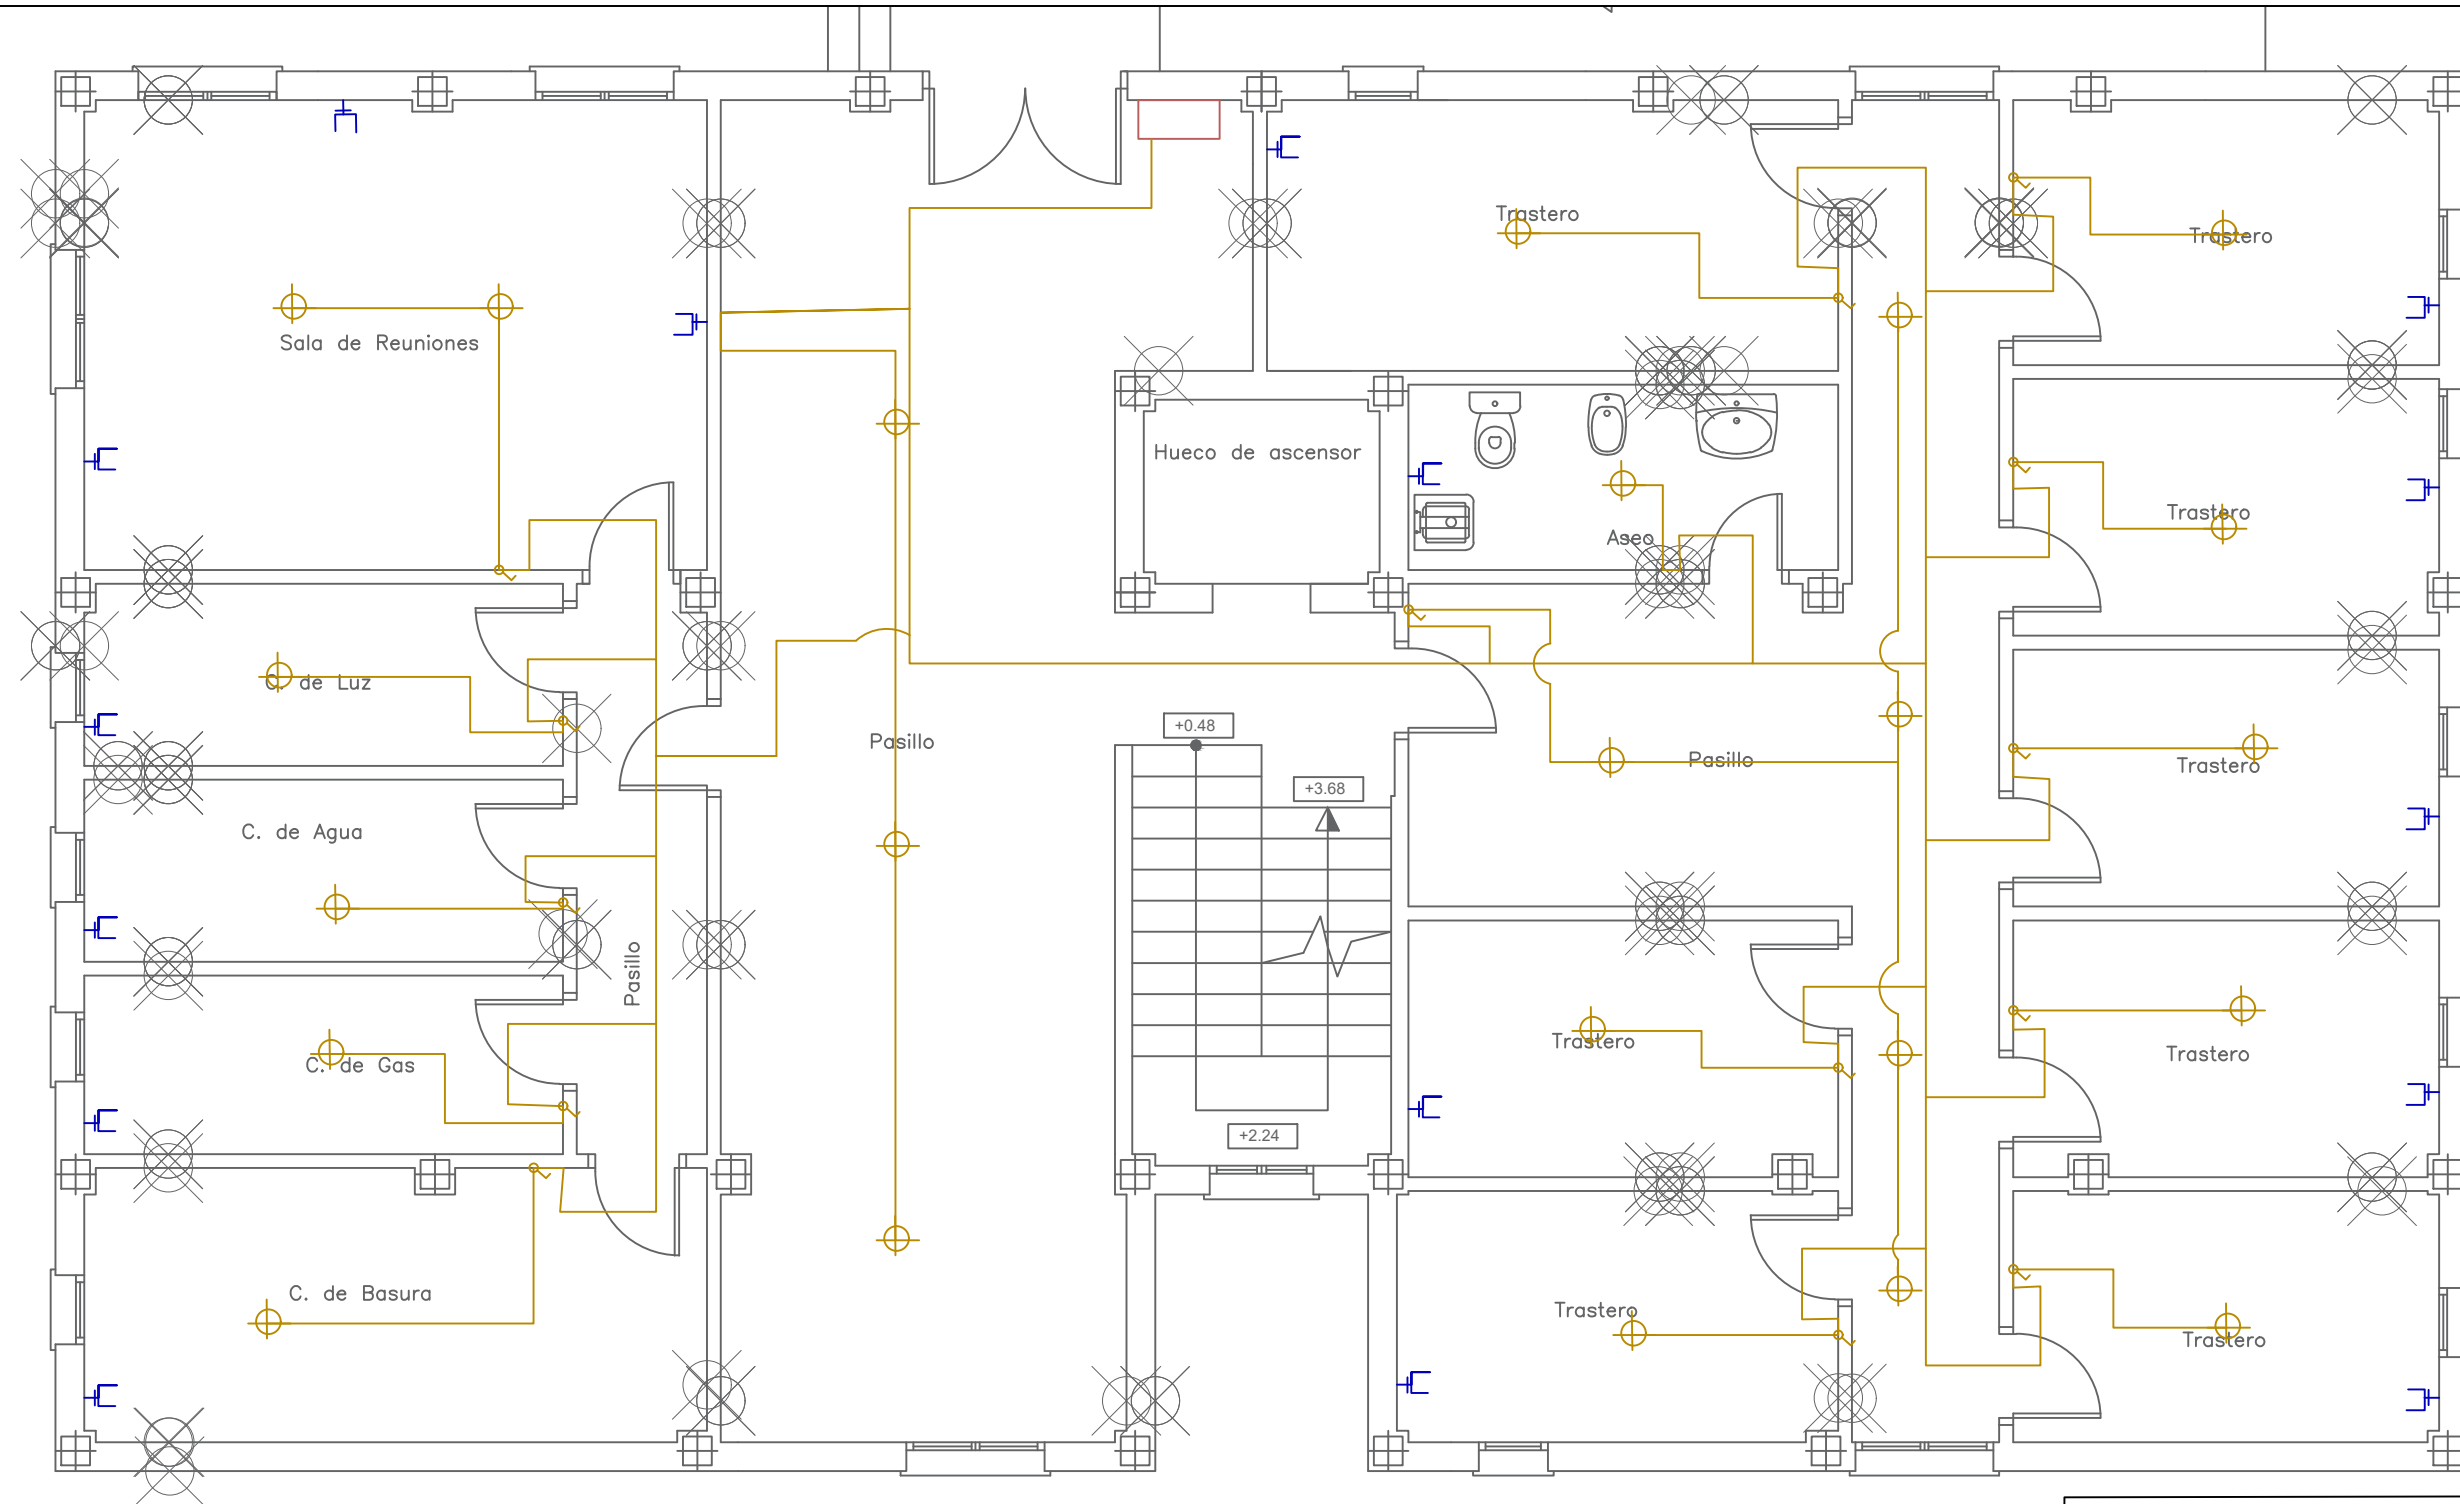 Trastero
Trastero
Sala de Reuniones
Hueco de ascensor
Aseo
Trastero
C. de Luz
+0.48
Pasillo
Pasillo
Trastero
+3.68
C. de Agua
Pasillo
C. de Gas
Trastero
Trastero
+2.24
C. de Basura
Trastero
Trastero